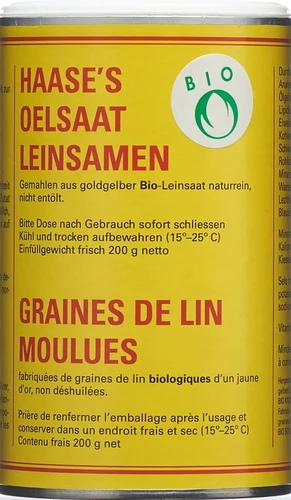 BIO
HAASE'S
OELSAAT
LEINSAMEN
Gemahlen aus goldgelber Bio-Leinsaat naturrein,
nicht entölt.
Bitte Dose nach Gebrauch sofort schliessen
Kühl und trocken aufbewahren (15°–25° C)
Einfüllgewicht frisch 200 g netto
GRAINES DE LIN
MOULUES
fabriquées de graines de lin biologiques d'un jaune
d'or, non déshuilées.
Prière de renfermer l'emballage après l'usage et
conserver dans un endroit frais et sec (15°–25° C)
Contenu frais 200 g net